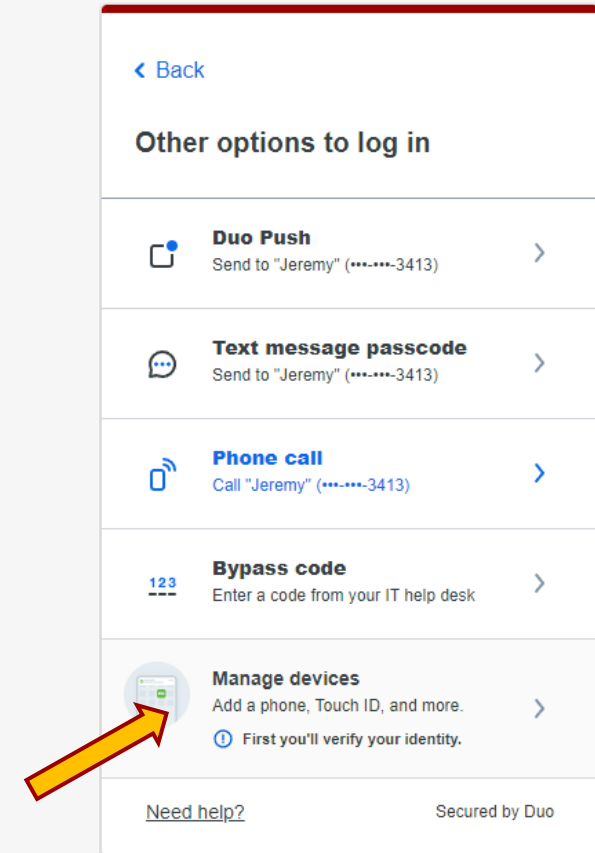 Back
Other options to log in
Duo Push
Send to "Jeremy" (•••-•••-3413)
Text message passcode
Send to "Jeremy" (•••-•••-3413)
Phone call
Call "Jeremy" (•••-•••-3413)
123
Bypass code
Enter a code from your IT help desk
Manage devices
Add a phone, Touch ID, and more.
First you'll verify your identity.
Need help?
Secured by Duo